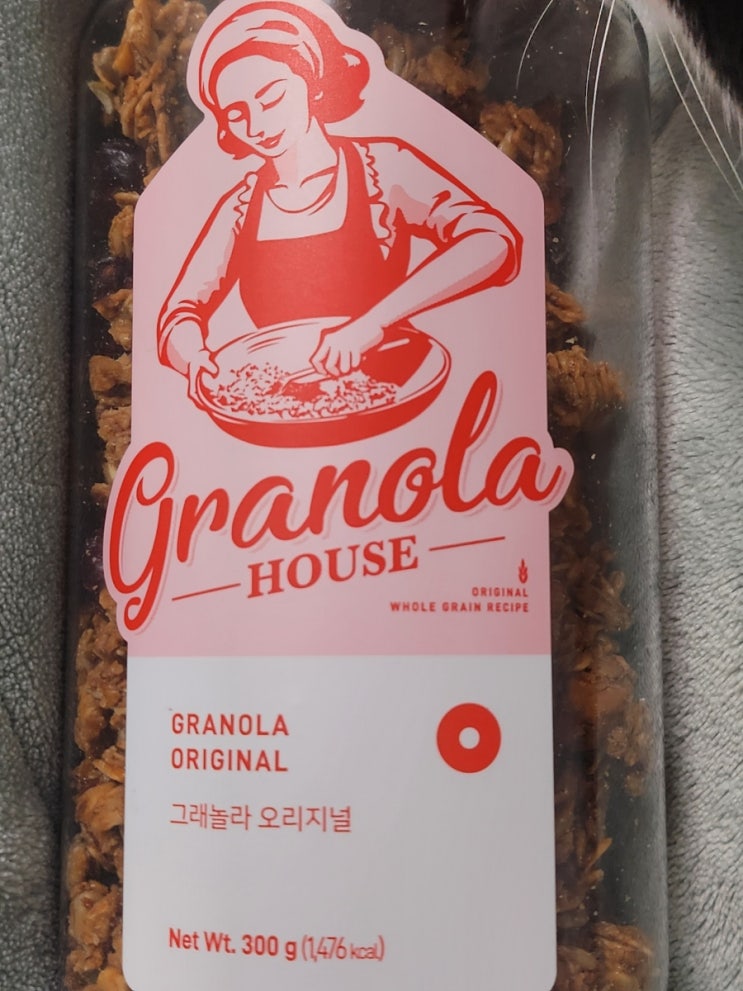 Granola
HOUSE
ORIGINAL
WHOLE GRAIN RECIPE
GRANOLA
ORIGINAL
그래놀라 오리지널
Net Wt. 300 g (1,476 kcal)